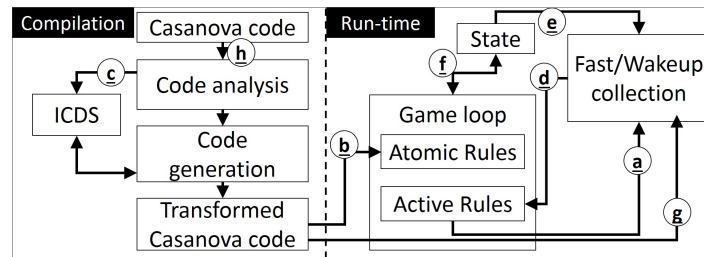 Compilation
Casanova code
Run-time
State
e
h
c
f
d
Code analysis
Fast/Wakeup
collection
ICDS
Game loop
Code
generation
b
Atomic Rules
a
Active Rules
Transformed
Casanova code
g